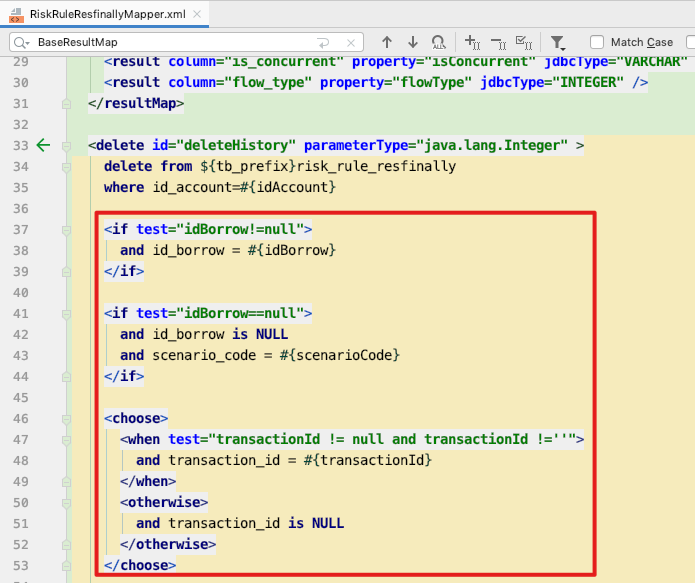 RiskRuleResfinallyMapper.xml
BaseResultMap
Match Case
29 <result column="is_concurrent" property="isConcurrent" jdbcType="VARCHAR"
30 <result column="flow_type" property="flowType" jdbcType="INTEGER" />
31 </resultMap>
32
33 <delete id="deleteHistory" parameterType="java.lang.Integer" >
34 delete from ${tb_prefix}risk_rule_resfinally
35 where id_account=#{idAccount}
36
37 <if test="idBorrow!=null">
38 and id_borrow = #{idBorrow}
39 </if>
40
41 <if test="idBorrow==null">
42 and id_borrow is NULL
43 and scenario_code = #{scenarioCode}
44 </if>
45
46 <choose>
47 <when test="transactionId != null and transactionId !=''">
48 and transaction_id = #{transactionId}
49 </when>
50 <otherwise>
51 and transaction_id is NULL
52 </otherwise>
53 </choose>